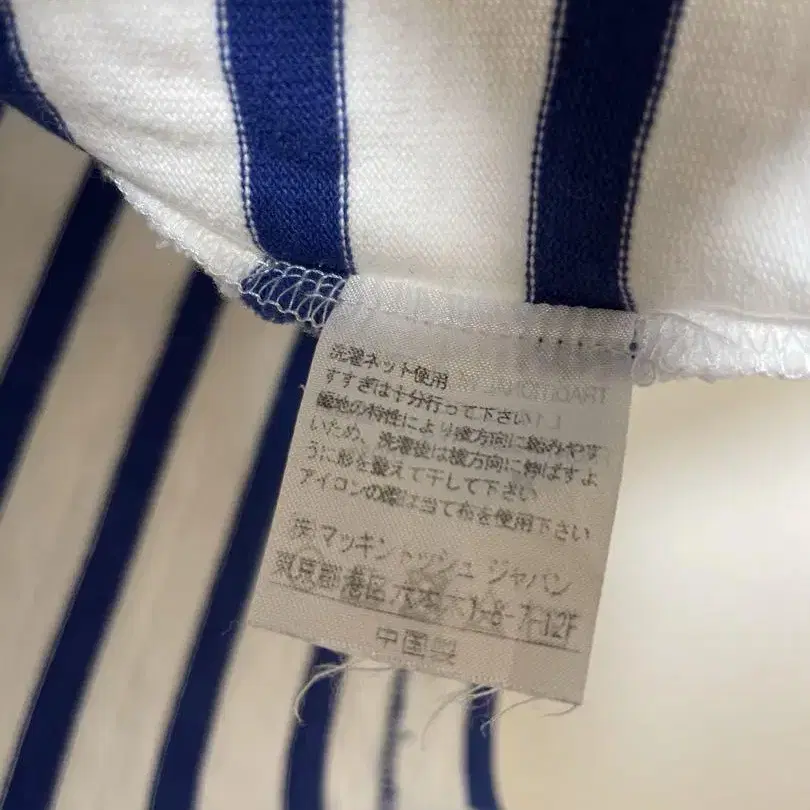 洗濯ネット使用
すすぎは十分行って下さい
編地の特性により横方向に縮みやす
いため、洗濯後は横方向に伸ばすよ
うに形を整えて干して下さい
アイロンの際は当て布を使用下さい
㈱マッキントッシュ ジャパン
東京都港区六本木1-8-7-12F
中国製